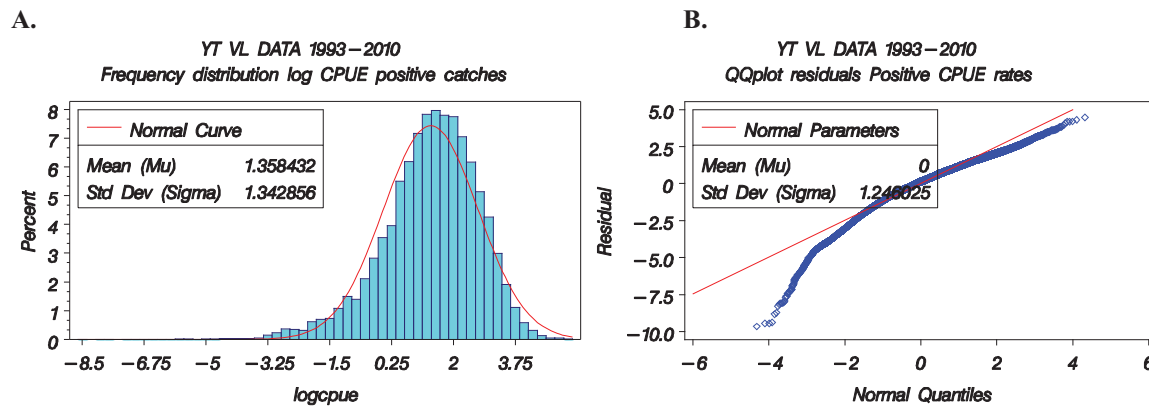 A.
YT VL DATA 1993-2010
Frequency distribution log CPUE positive catches
Normal Curve
Mean (Mu) 1.358432
Std Dev (Sigma) 1.342856
Percent
8
7
6
5
4
3
2
1
0
-8.5 -6.75 -5 -3.25 -1.5 0.25 2 3.75
logcpue
B.
YT VL DATA 1993-2010
QQplot residuals Positive CPUE rates
Normal Parameters
Mean (Mu) 0
Std Dev (Sigma) 1.246025
Residual
5.0
2.5
0
-2.5
-5.0
-7.5
-10.0
-6 -4 -2 0 2 4 6
Normal Quantiles